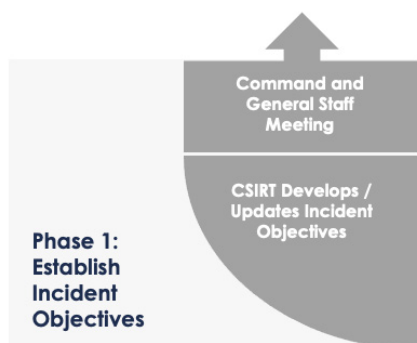 Command and
General Staff
Meeting
CSIRT Develops /
Updates Incident
Objectives
Phase 1:
Establish
Incident
Objectives